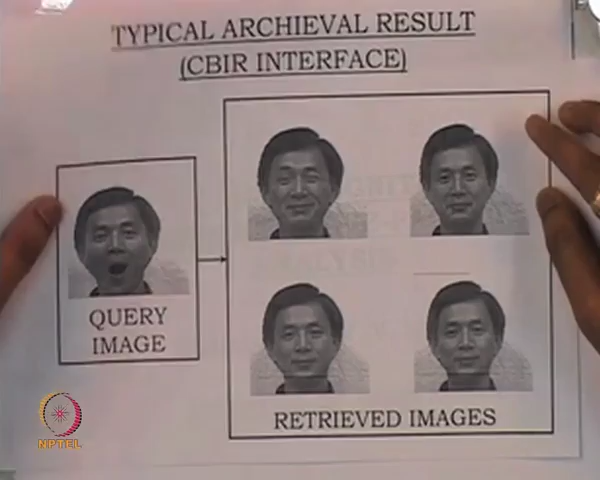 TYPICAL ARCHIEVAL RESULT
(CBIR INTERFACE)
QUERY
IMAGE
RETRIEVED IMAGES
NPTEL